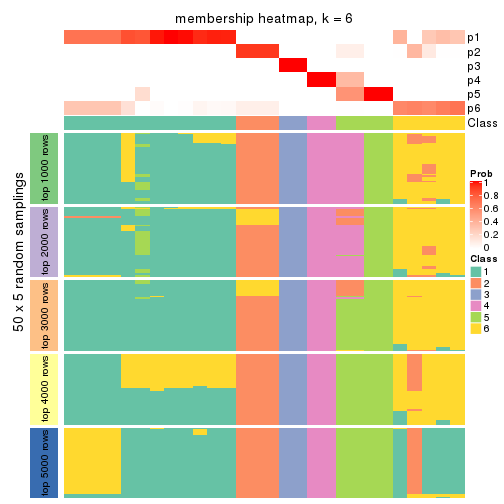 membership heatmap, k = 6
p1
p2
p3
p4
p5
p6
Class
50 x 5 random samplings
top 1000 rows
top 2000 rows
top 3000 rows
top 4000 rows
top 5000 rows
Prob
1
0.8
0.6
0.4
0.2
0
Class
1
2
3
4
5
6